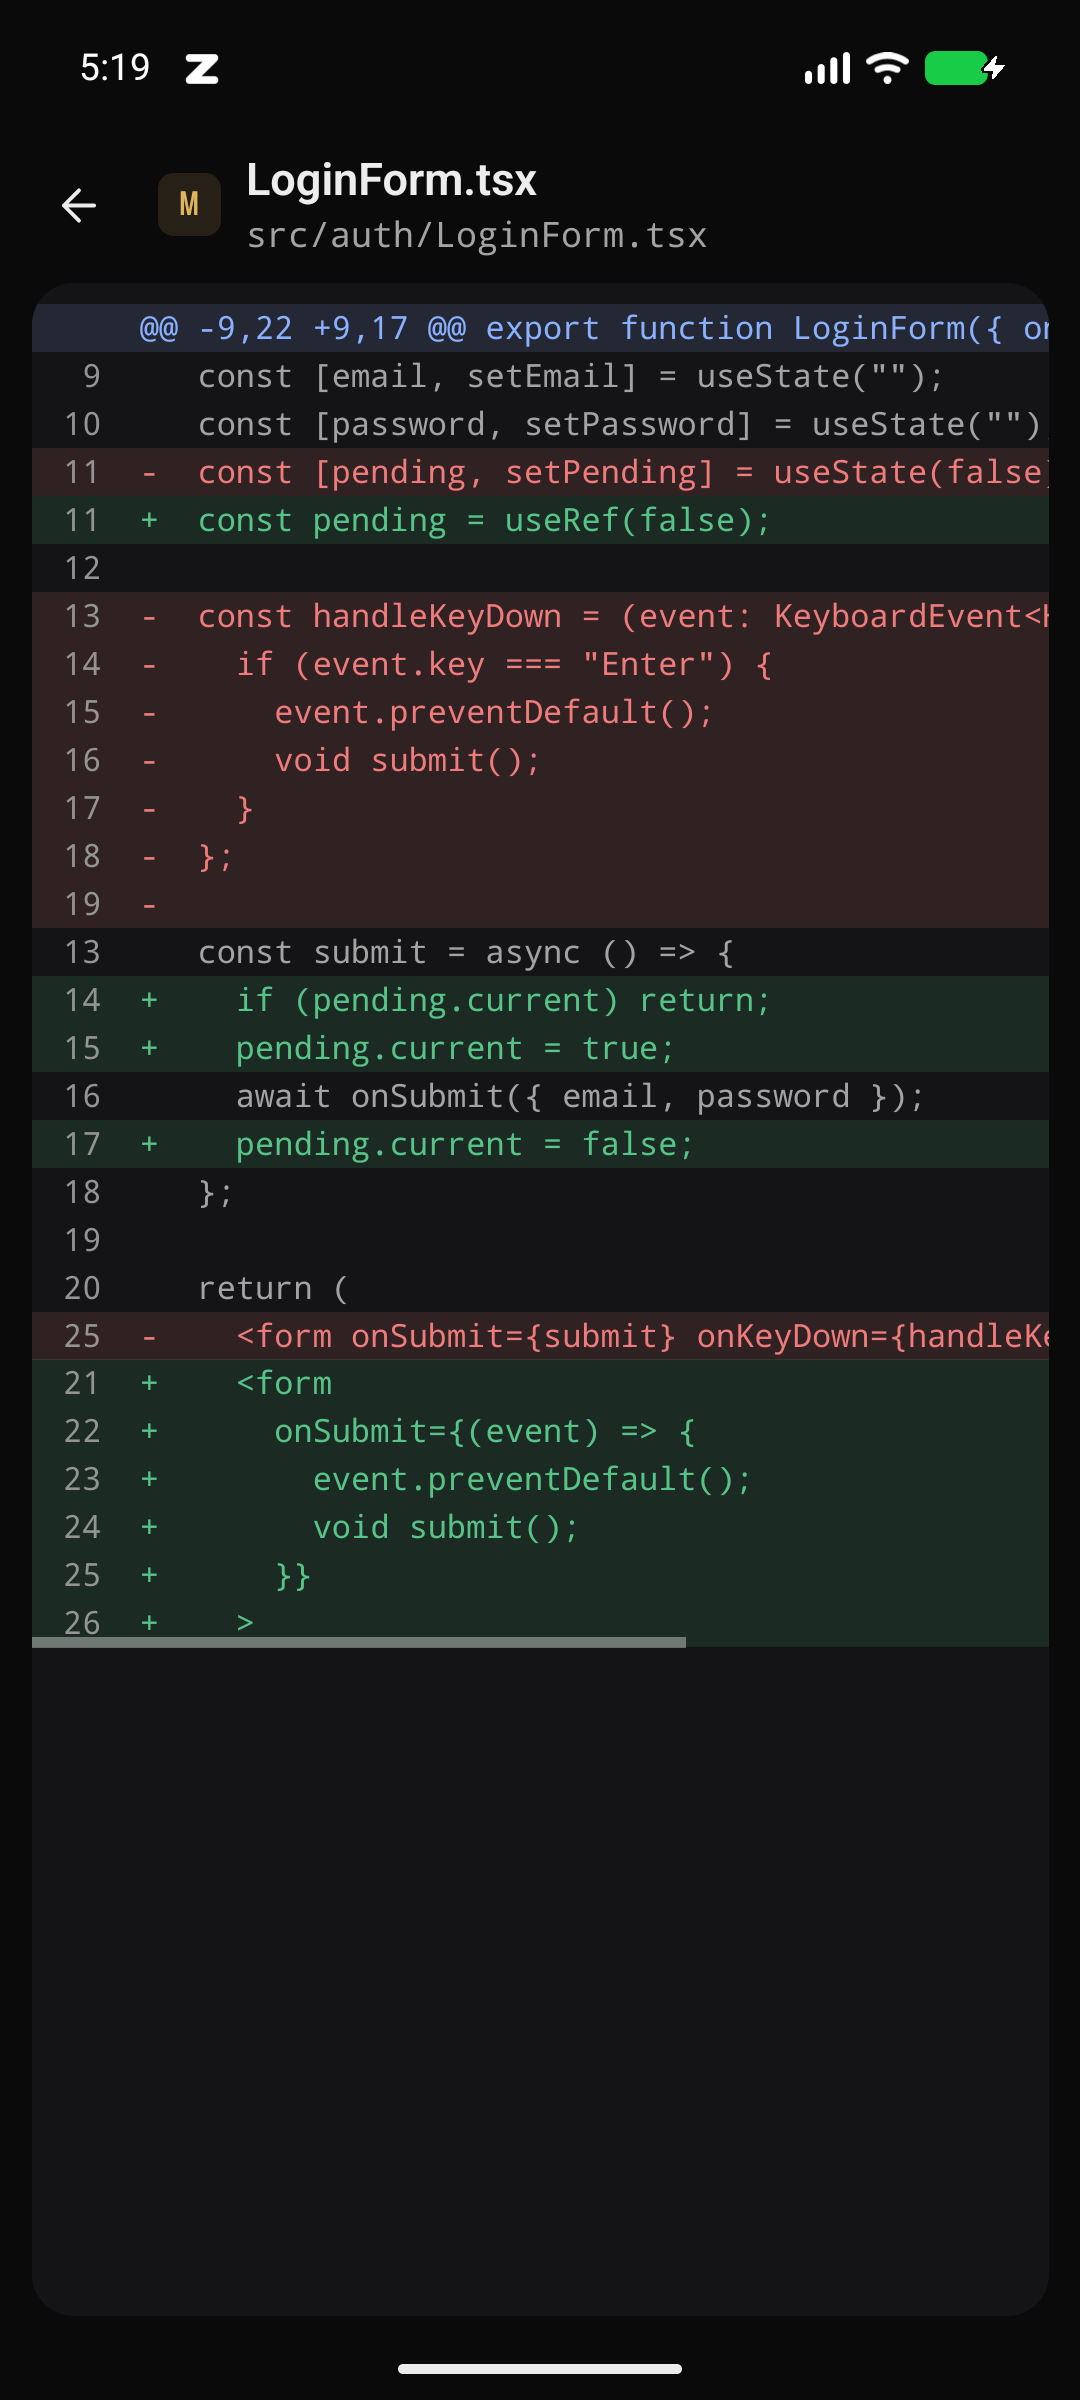 5:19
M
LoginForm.tsx
src/auth/LoginForm.tsx
@@ -9,22 +9,17 @@ export function LoginForm({ on
9 const [email, setEmail] = useState("");
10 const [password, setPassword] = useState("")
11 - const [pending, setPending] = useState(false)
11 + const pending = useRef(false);
12
13 - const handleKeyDown = (event: KeyboardEvent<H
14 - if (event.key === "Enter") {
15 - event.preventDefault();
16 - void submit();
17 - }
18 - };
19 -
13 const submit = async () => {
14 + if (pending.current) return;
15 + pending.current = true;
16 await onSubmit({ email, password });
17 + pending.current = false;
18 };
19
20 return (
25 - <form onSubmit={submit} onKeyDown={handleKe
21 + <form
22 + onSubmit={(event) => {
23 + event.preventDefault();
24 + void submit();
25 + }}
26 + >